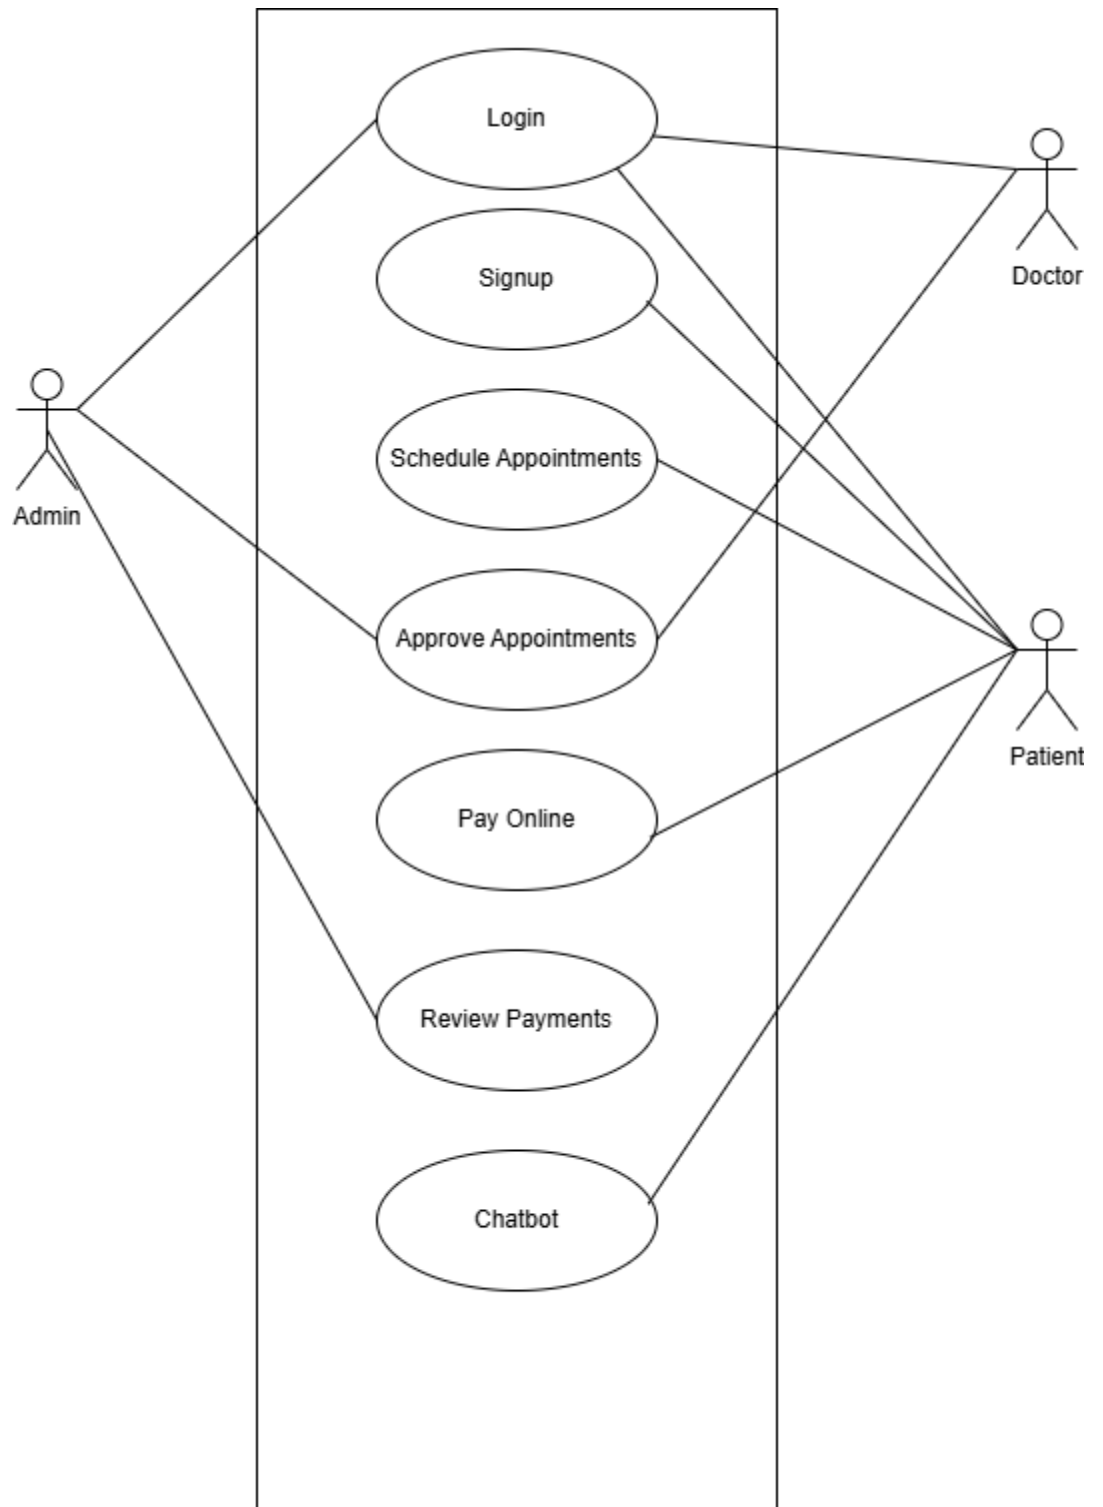 Login
Signup
Schedule Appointments
Approve Appointments
Pay Online
Review Payments
Chatbot
Admin
Doctor
Patient